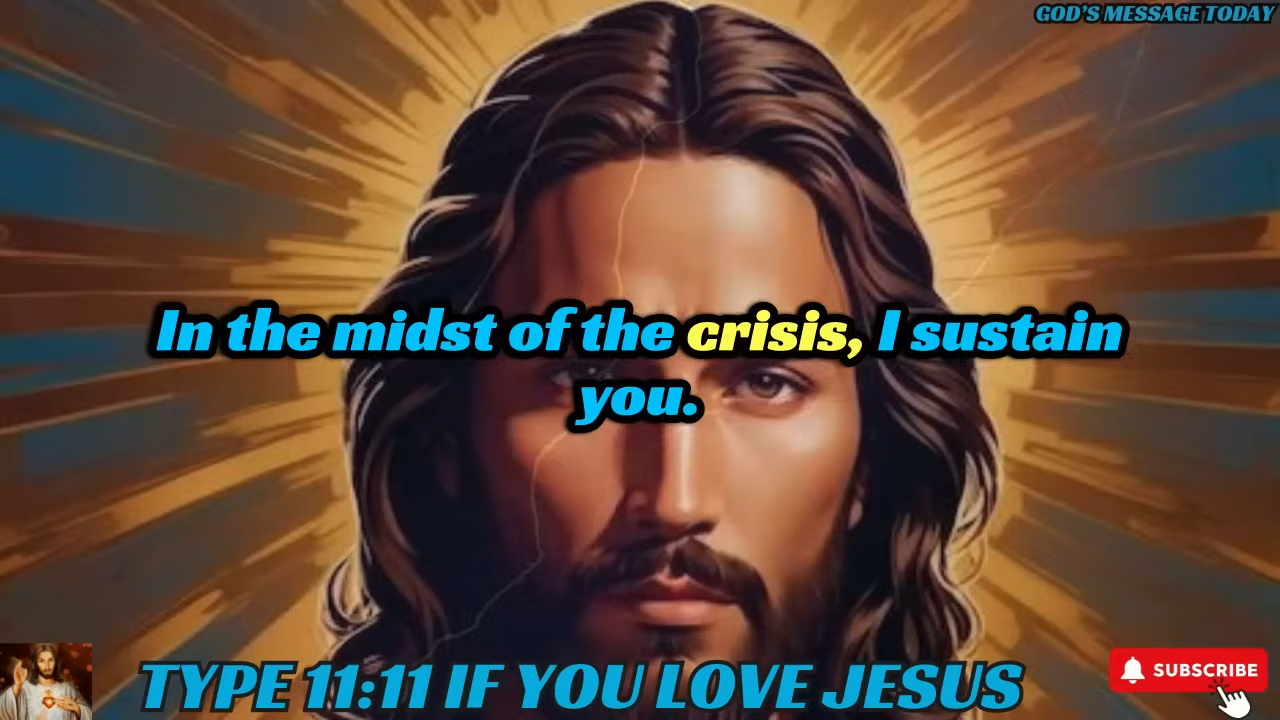 GOD'S MESSAGE TODAY
In the midst of the crisis, I sustain
you.
TYPE 11:11 IF YOU LOVE JESUS
SUBSCRIBE